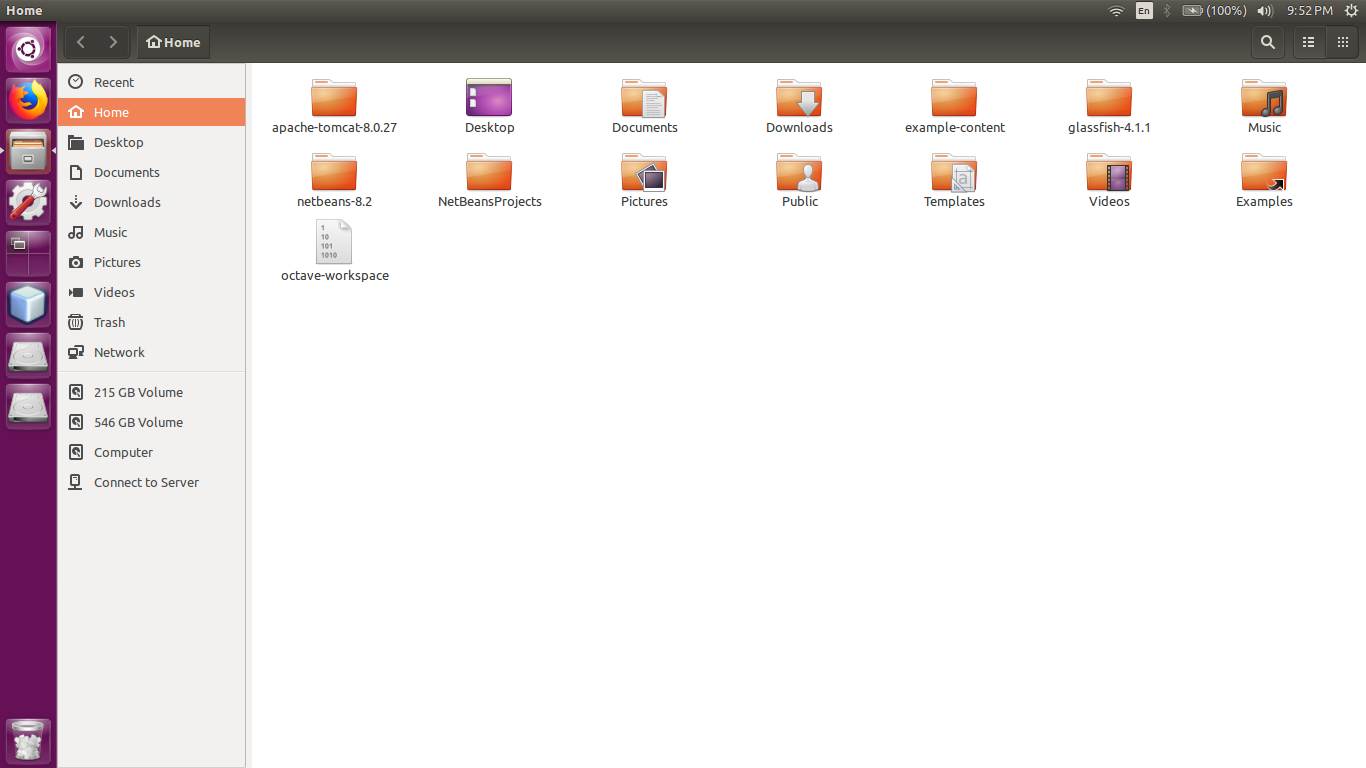 Home
En
(100%)
9:52 PM
Home
Recent
Home
Desktop
Documents
Downloads
Music
Pictures
Videos
Trash
Network
215 GB Volume
546 GB Volume
Computer
Connect to Server
apache-tomcat-8.0.27
Desktop
Documents
Downloads
example-content
glassfish-4.1.1
Music
netbeans-8.2
NetBeansProjects
Pictures
Public
Templates
Videos
Examples
1
10
101
1010
octave-workspace